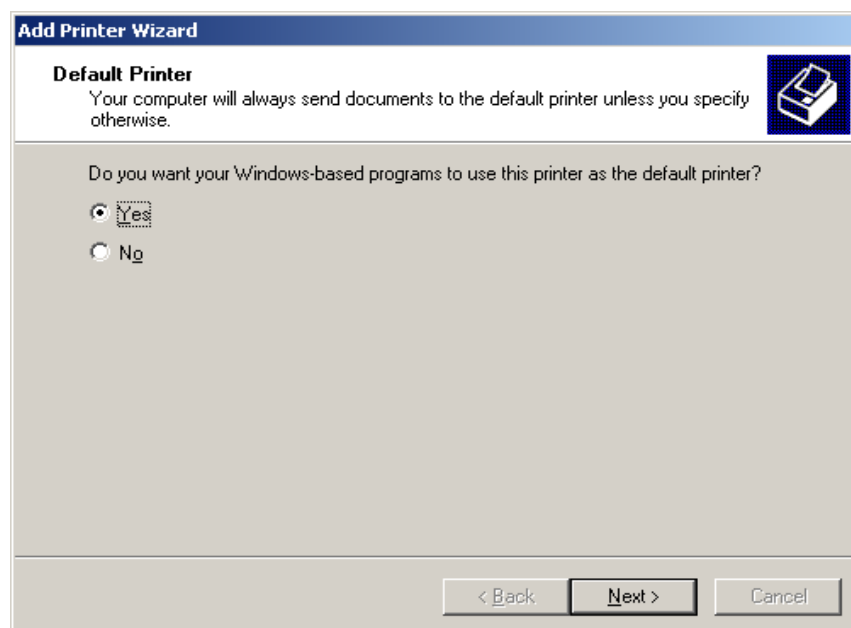 Add Printer Wizard
Default Printer
Your computer will always send documents to the default printer unless you specify
otherwise.
Do you want your Windows-based programs to use this printer as the default printer?
Yes
No
< Back
Next >
Cancel